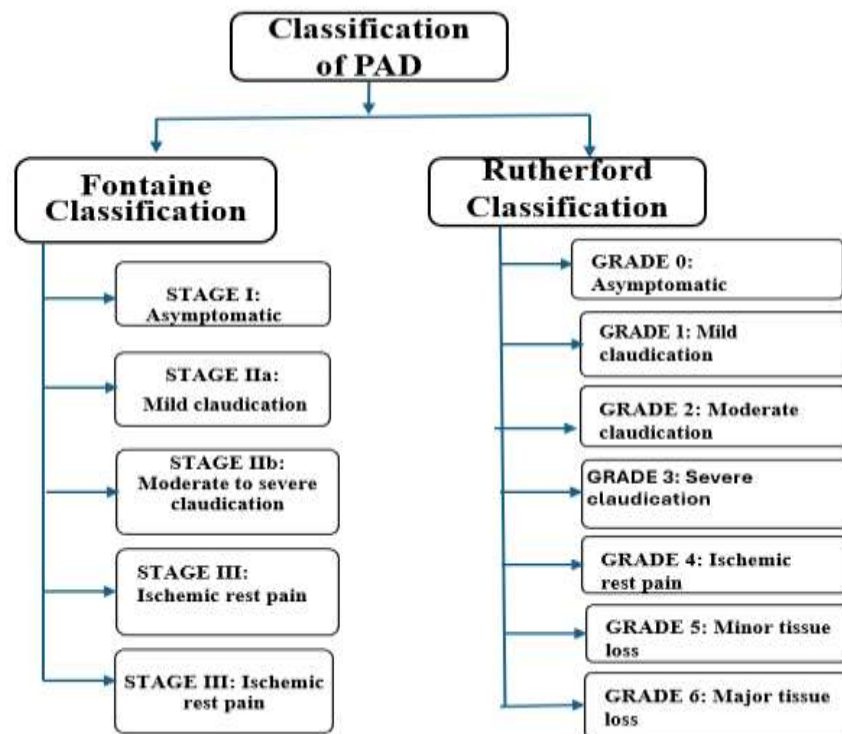 Classification
of PAD
Fontaine
Classification
STAGE I:
Asymptomatic
STAGE IIa:
Mild claudication
STAGE IIb:
Moderate to severe
claudication
STAGE III:
Ischemic rest pain
STAGE III: Ischemic
rest pain
Rutherford
Classification
GRADE 0:
Asymptomatic
GRADE 1: Mild
claudication
GRADE 2: Moderate
claudication
GRADE 3: Severe
claudication
GRADE 4: Ischemic
rest pain
GRADE 5: Minor tissue
loss
GRADE 6: Major tissue
loss